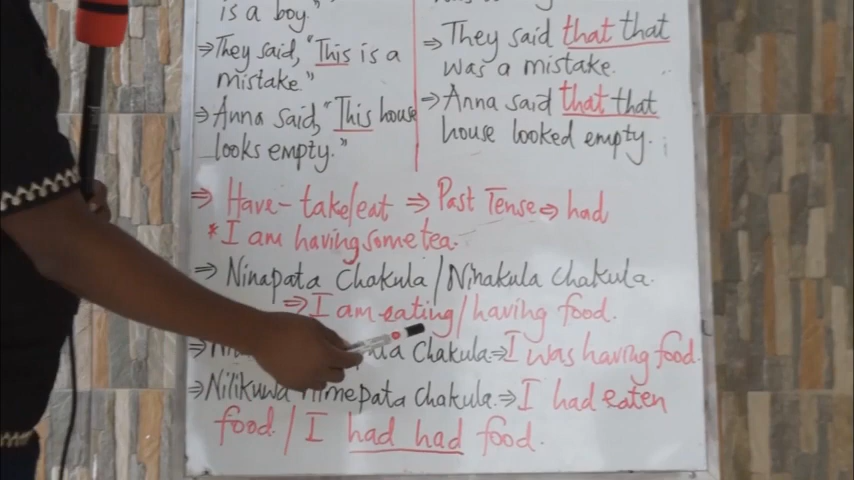 is a boy."
⇒They said, "This is a
mistake."
⇒Anna said, "This house
looks empty."
⇒They said that that
was a mistake.
⇒Anna said that that
house looked empty.
⇒ Have - take/eat ⇒ Past Tense ⇒ had
*I am having some tea.
⇒ Ninapata Chakula / Ninakula chakula.
⇒ I am eating / having food.
Chakula ⇒ I was having food.
⇒Nilikuwa nimepata chakula. ⇒ I had eaten
food. / I had had food.